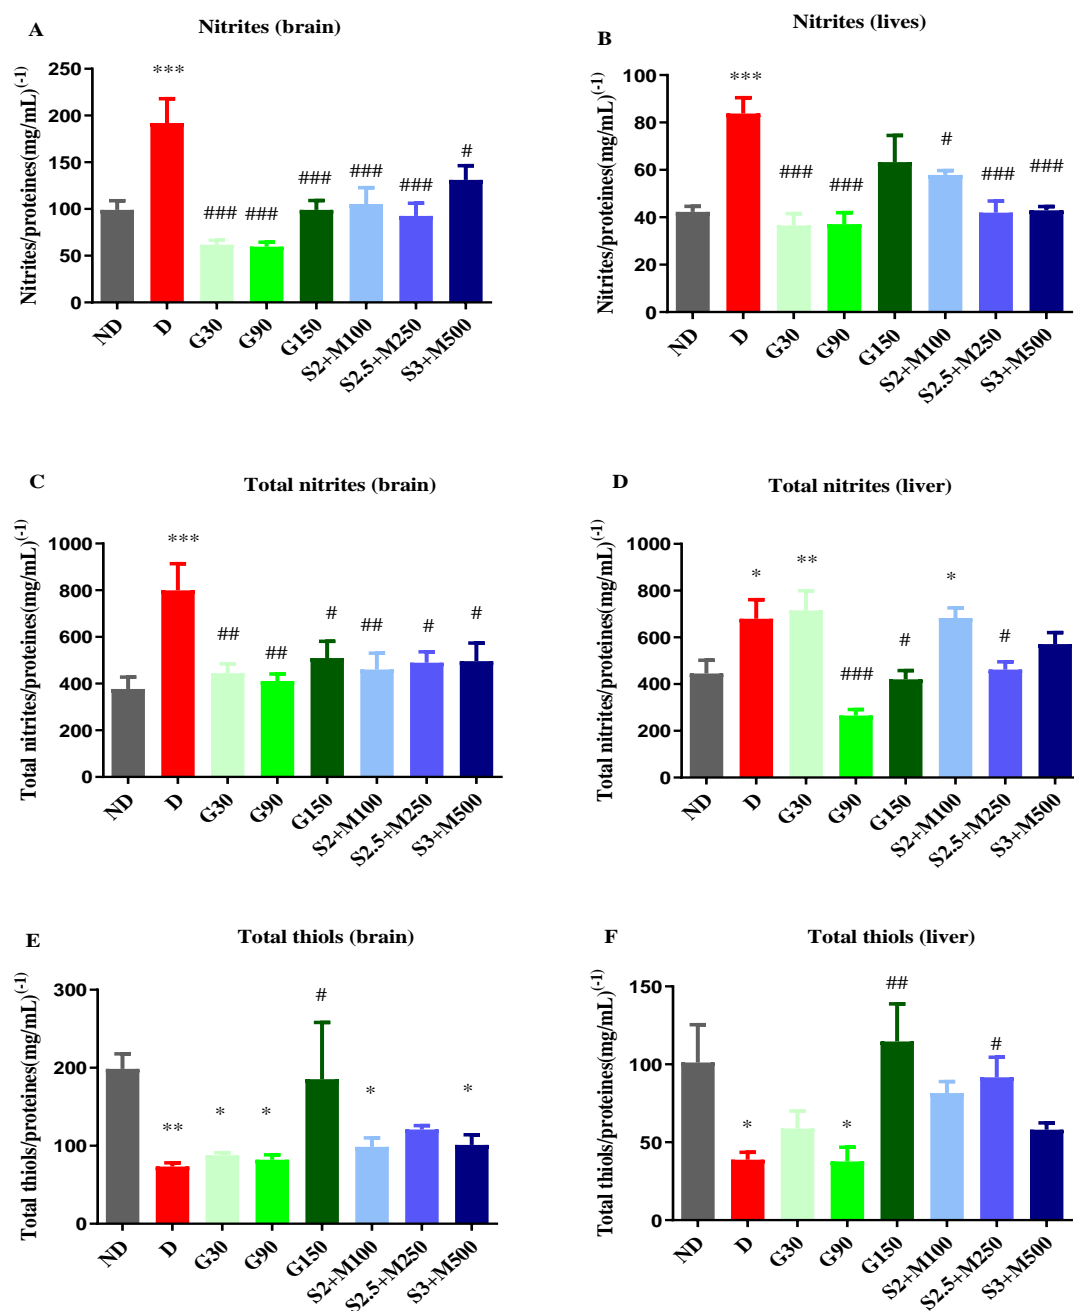 A
Nitrites (brain)
Nitrites/proteines(mg/mL)(-1)
250
200
150
100
50
0
***
###
###
###
###
###
#
ND
D
G30
G90
G150
S2+M100
S2.5+M250
S3+M500
B
Nitrites (lives)
Nitrites/proteines(mg/mL)(-1)
100
80
60
40
20
0
***
###
###
#
###
###
ND
D
G30
G90
G150
S2+M100
S2.5+M250
S3+M500
C
Total nitrites (brain)
Total nitrites/proteines(mg/mL)(-1)
1000
800
600
400
200
0
***
##
##
#
##
#
#
ND
D
G30
G90
G150
S2+M100
S2.5+M250
S3+M500
D
Total nitrites (liver)
Total nitrites/proteines(mg/mL)(-1)
1000
800
600
400
200
0
*
**
###
#
*
#
ND
D
G30
G90
G150
S2+M100
S2.5+M250
S3+M500
E
Total thiols (brain)
Total thiols/proteines(mg/mL)(-1)
300
200
100
0
**
*
*
#
*
*
ND
D
G30
G90
G150
S2+M100
S2.5+M250
S3+M500
F
Total thiols (liver)
Total thiols/proteines(mg/mL)(-1)
150
100
50
0
*
*
##
#
ND
D
G30
G90
G150
S2+M100
S2.5+M250
S3+M500